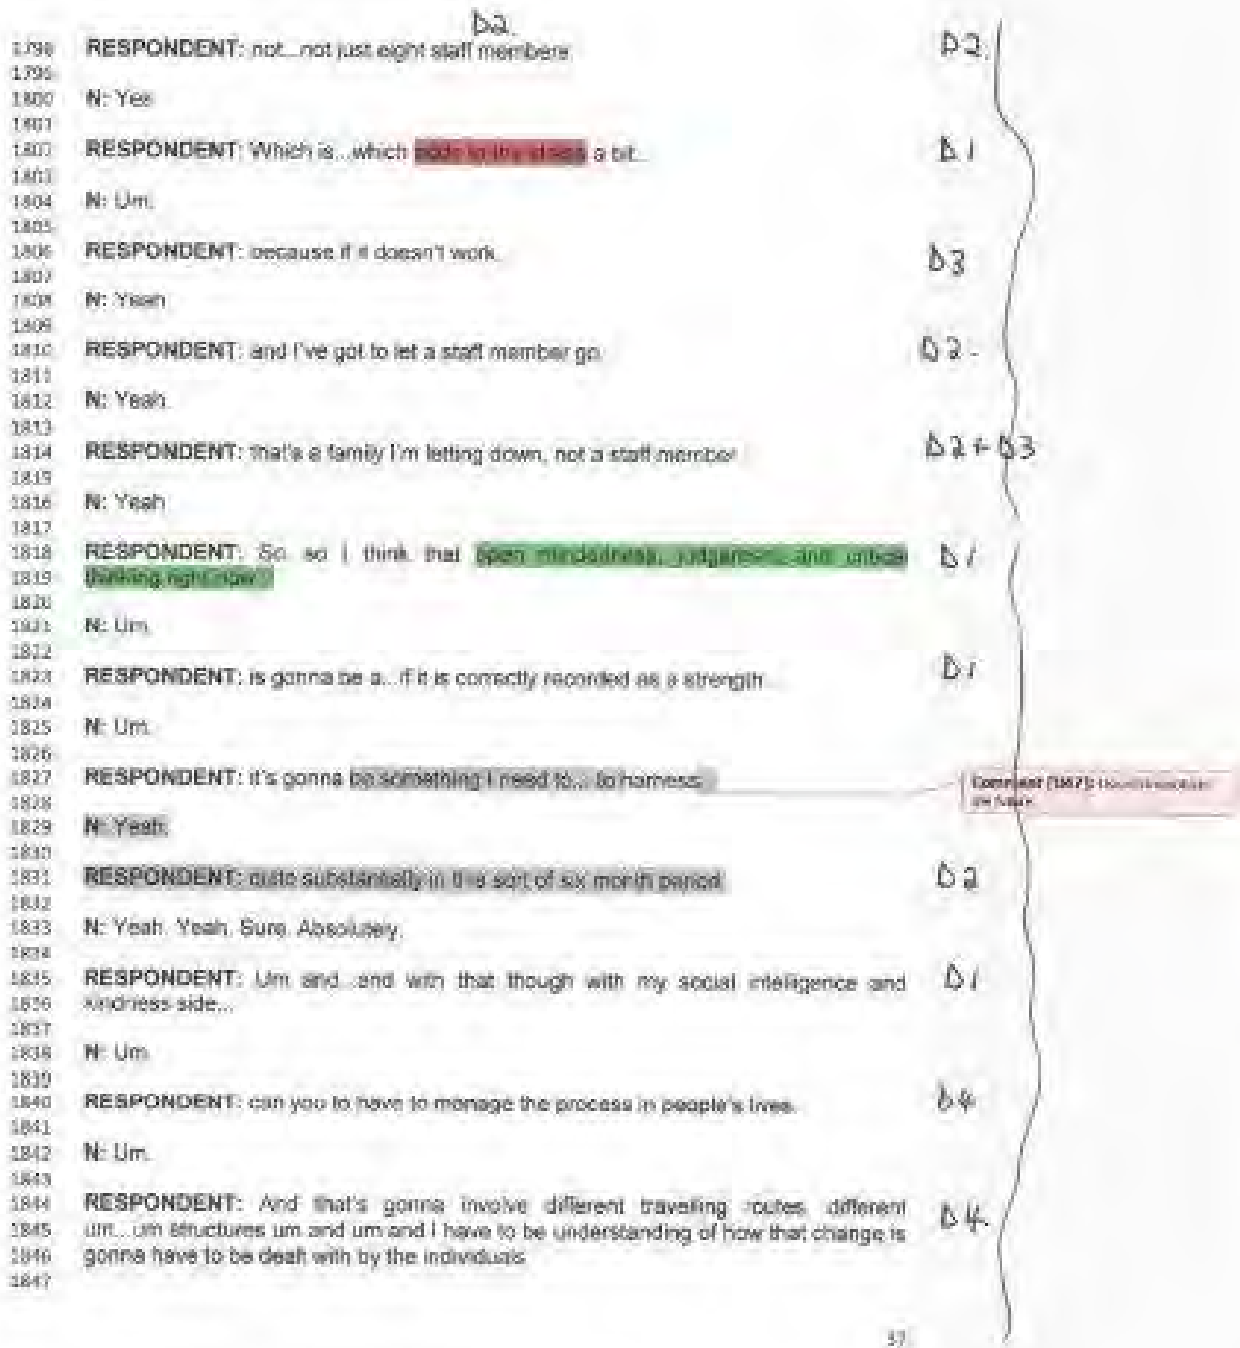 D2
1798 RESPONDENT: not...not just eight staff members D2.
1799
1800 N: Yes
1801
1802 RESPONDENT: Which is...which adds to the stress a bit... D1
1803
1804 N: Um.
1805
1806 RESPONDENT: because if it doesn't work. D3
1807
1808 N: Yeah
1809
1810 RESPONDENT: and I've got to let a staff member go. D2.
1811
1812 N: Yeah.
1813
1814 RESPONDENT: that's a family I'm letting down, not a staff member D2 + D3
1815
1816 N: Yeah
1817
1818 RESPONDENT: So so I think that open mindedness, judgement, and critical D1
1819 thinking right now
1820
1821 N: Um
1822
1823 RESPONDENT: is gonna be a...if it is correctly recorded as a strength... D1
1824
1825 N: Um.
1826
1827 RESPONDENT: it's gonna be something I need to... to harness.
1828
1829 N: Yeah.
1830
1831 RESPONDENT: quite substantially in this sort of six month period. D2
1832
1833 N: Yeah. Yeah. Sure. Absolutely.
1834
1835 RESPONDENT: Um and...and with that though with my social intelligence and D1
1836 kindness side...
1837
1838 N: Um
1839
1840 RESPONDENT: can you to have to manage the process in people's lives. D4
1841
1842 N: Um.
1843
1844 RESPONDENT: And that's gonna involve different travelling routes, different
1845 um...um structures um and um and I have to be understanding of how that change is D4.
1846 gonna have to be dealt with by the individuals
1847
Comment
the future
37